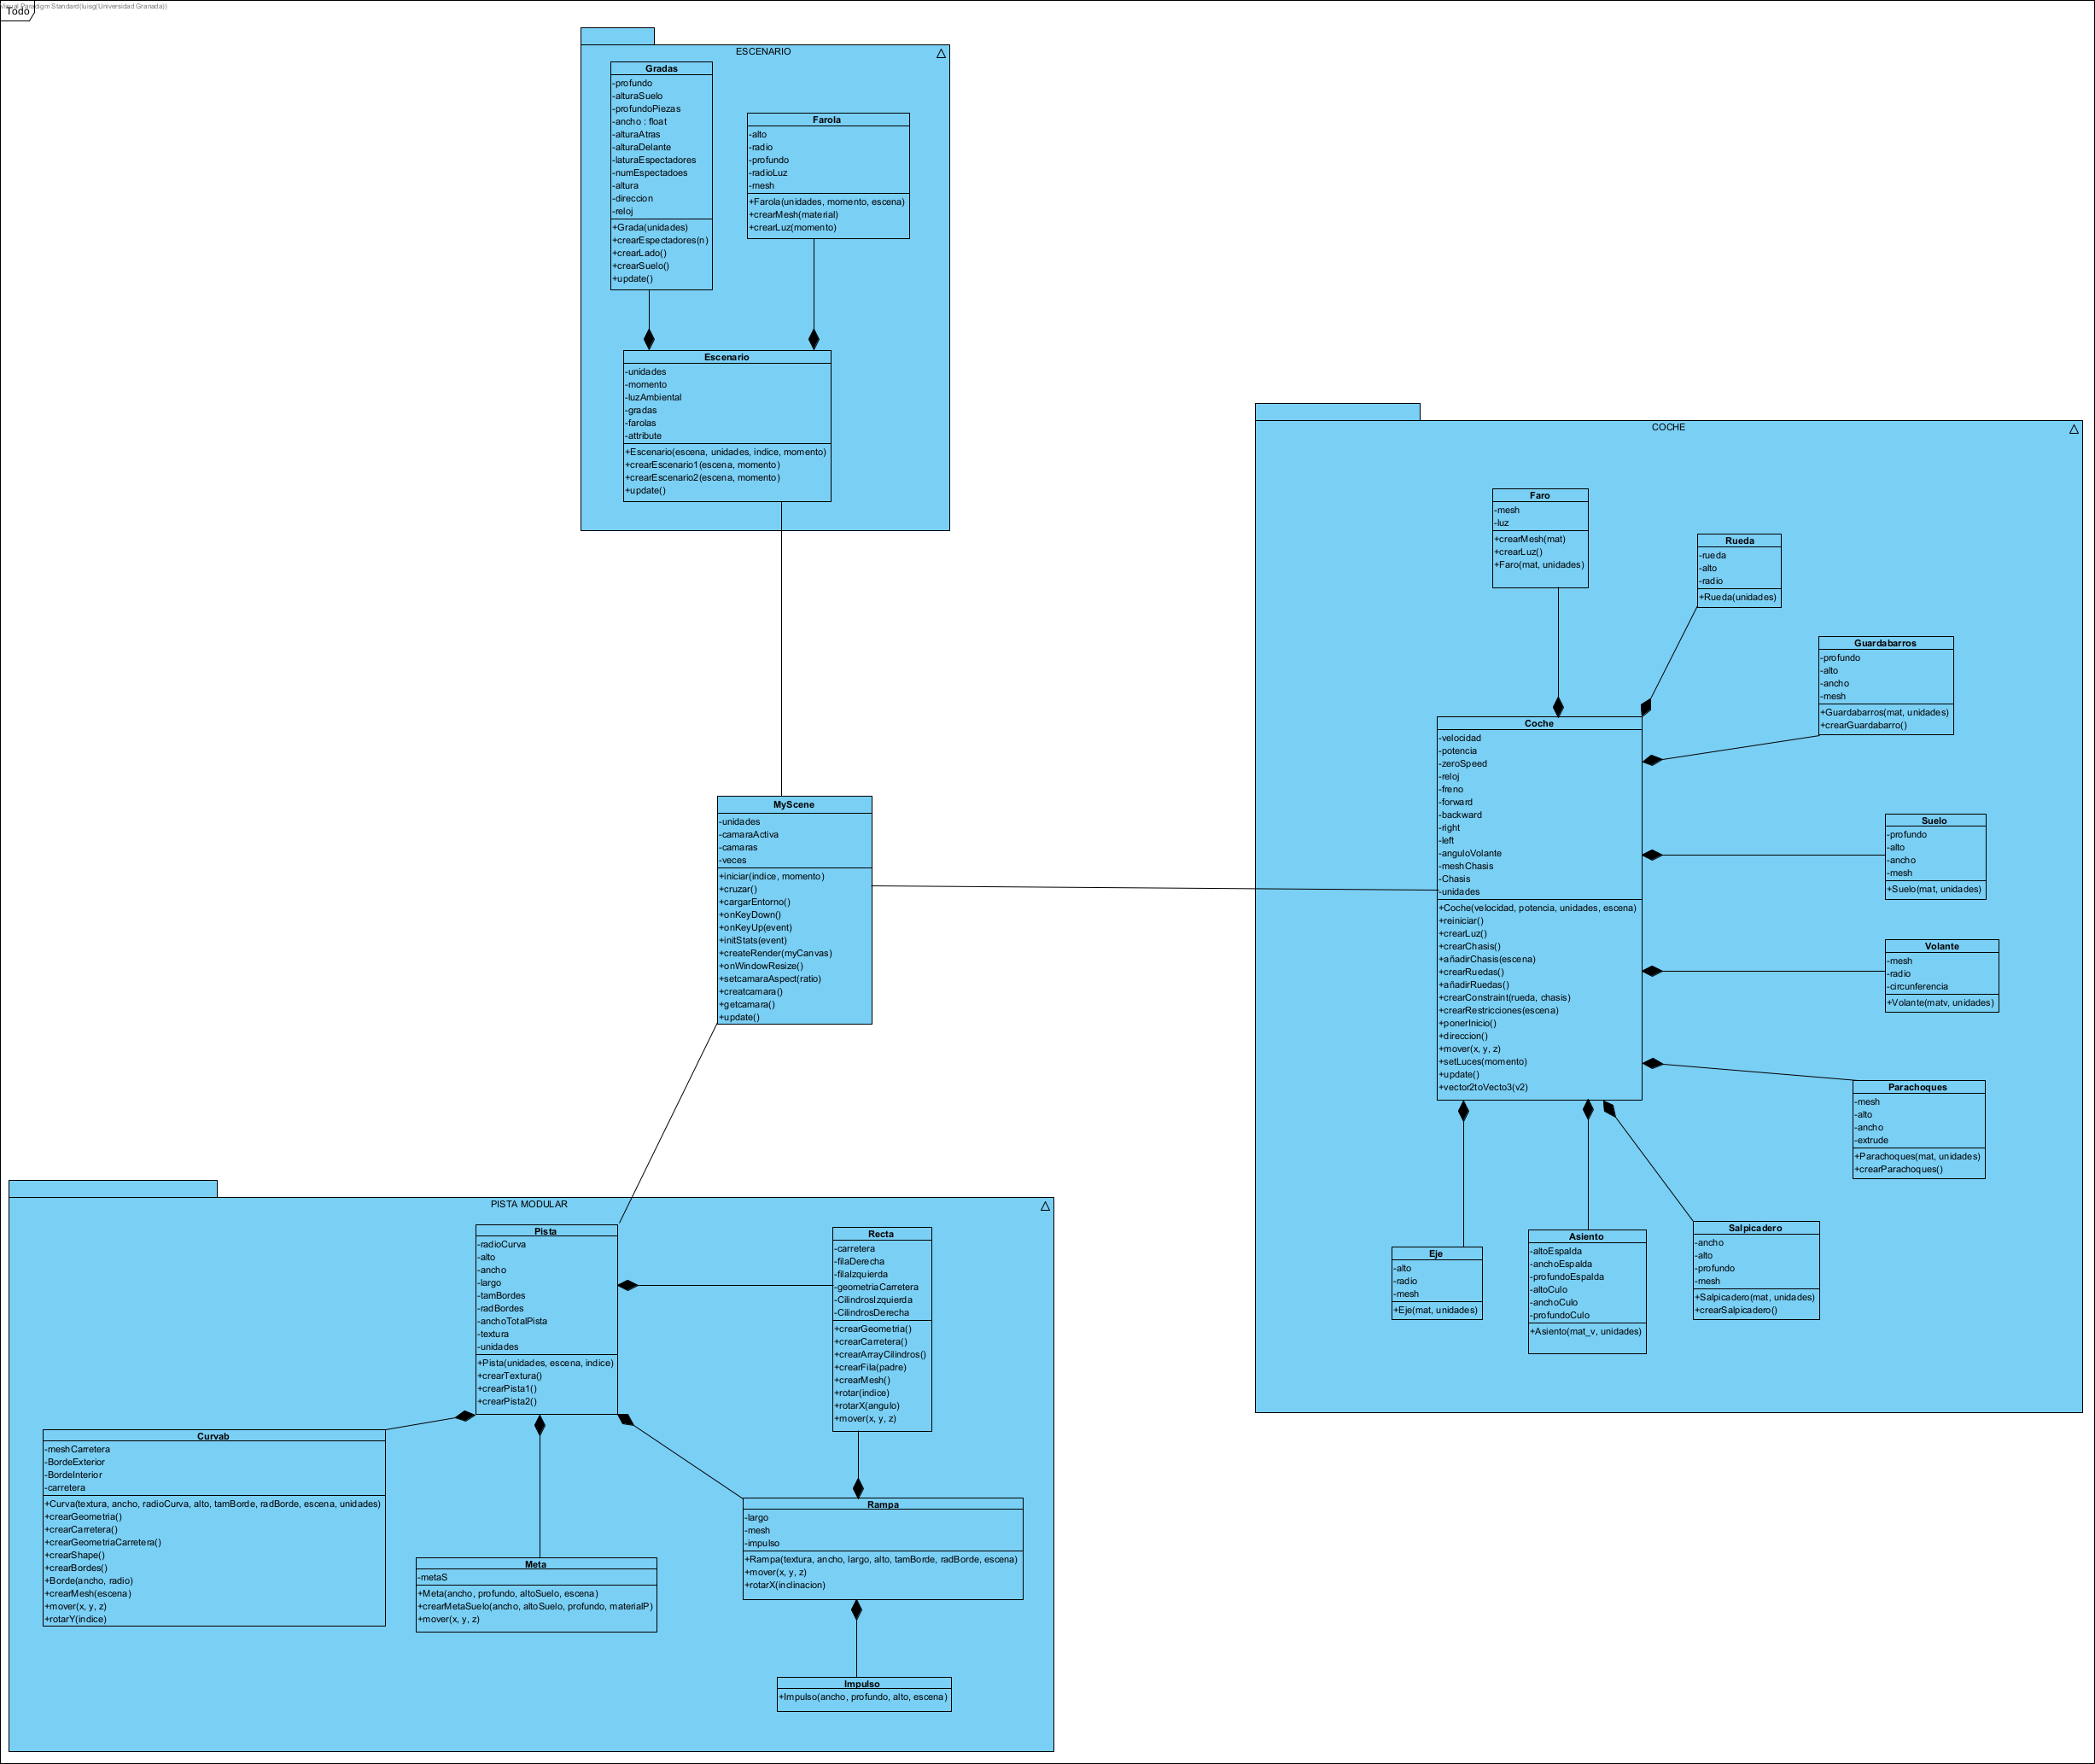 Visual Paradigm Standard(luisg(Universidad Granada))
Todo
ESCENARIO
Gradas
-profundo
-alturaSuelo
-profundoPiezas
-ancho : float
-alturaAtras
-alturaDelante
-laturaEspectadores
-numEspectadoes
-altura
-direccion
-reloj
+Grada(unidades)
+crearEspectadores(n)
+crearLado()
+crearSuelo()
+update()
Farola
-alto
-radio
-profundo
-radioLuz
-mesh
+Farola(unidades, momento, escena)
+crearMesh(material)
+crearLuz(momento)
Escenario
-unidades
-momento
-luzAmbiental
-gradas
-farolas
-attribute
+Escenario(escena, unidades, indice, momento)
+crearEscenario1(escena, momento)
+crearEscenario2(escena, momento)
+update()
MyScene
-unidades
-camaraActiva
-camaras
-veces
+iniciar(indice, momento)
+cruzar()
+cargarEntorno()
+onKeyDown()
+onKeyUp(event)
+initStats(event)
+createRender(myCanvas)
+onWindowResize()
+setcamaraAspect(ratio)
+creatcamara()
+getcamara()
+update()
COCHE
Faro
-mesh
-luz
+crearMesh(mat)
+crearLuz()
+Faro(mat, unidades)
Rueda
-rueda
-alto
-radio
+Rueda(unidades)
Guardabarros
-profundo
-alto
-ancho
-mesh
+Guardabarros(mat, unidades)
+crearGuardabarro()
Coche
-velocidad
-potencia
-zeroSpeed
-reloj
-freno
-forward
-backward
-right
-left
-anguloVolante
-meshChasis
-Chasis
-unidades
+Coche(velocidad, potencia, unidades, escena)
+reiniciar()
+crearLuz()
+crearChasis()
+añadirChasis(escena)
+crearRuedas()
+añadirRuedas()
+crearConstraint(rueda, chasis)
+crearRestricciones(escena)
+ponerInicio()
+direccion()
+mover(x, y, z)
+setLuces(momento)
+update()
+vector2toVecto3(v2)
Suelo
-profundo
-alto
-ancho
-mesh
+Suelo(mat, unidades)
Volante
-mesh
-radio
-circunferencia
+Volante(matv, unidades)
Parachoques
-mesh
-alto
-ancho
-extrude
+Parachoques(mat, unidades)
+crearParachoques()
Eje
-alto
-radio
-mesh
+Eje(mat, unidades)
Asiento
-altoEspalda
-anchoEspalda
-profundoEspalda
-altoCulo
-anchoCulo
-profundoCulo
+Asiento(mat_v, unidades)
Salpicadero
-ancho
-alto
-profundo
-mesh
+Salpicadero(mat, unidades)
+crearSalpicadero()
PISTA MODULAR
Pista
-radioCurva
-alto
-ancho
-largo
-tamBordes
-radBordes
-anchoTotalPista
-textura
-unidades
+Pista(unidades, escena, indice)
+crearTextura()
+crearPista1()
+crearPista2()
Recta
-carretera
-filaDerecha
-filaIzquierda
-geometriaCarretera
-CilindrosIzquierda
-CilindrosDerecha
+crearGeometria()
+crearCarretera()
+crearArrayCilindros()
+crearFila(padre)
+crearMesh()
+rotar(indice)
+rotarX(angulo)
+mover(x, y, z)
Curvab
-meshCarretera
-BordeExterior
-BordeInterior
-carretera
+Curva(textura, ancho, radioCurva, alto, tamBorde, radBorde, escena, unidades)
+crearGeometria()
+crearCarretera()
+crearGeometriaCarretera()
+crearShape()
+crearBordes()
+Borde(ancho, radio)
+crearMesh(escena)
+mover(x, y, z)
+rotarY(indice)
Meta
-metaS
+Meta(ancho, profundo, altoSuelo, escena)
+crearMetaSuelo(ancho, altoSuelo, profundo, materialP)
+mover(x, y, z)
Rampa
-largo
-mesh
-impulso
+Rampa(textura, ancho, largo, alto, tamBorde, radBorde, escena)
+mover(x, y, z)
+rotarX(inclinacion)
Impulso
+Impulso(ancho, profundo, alto, escena)